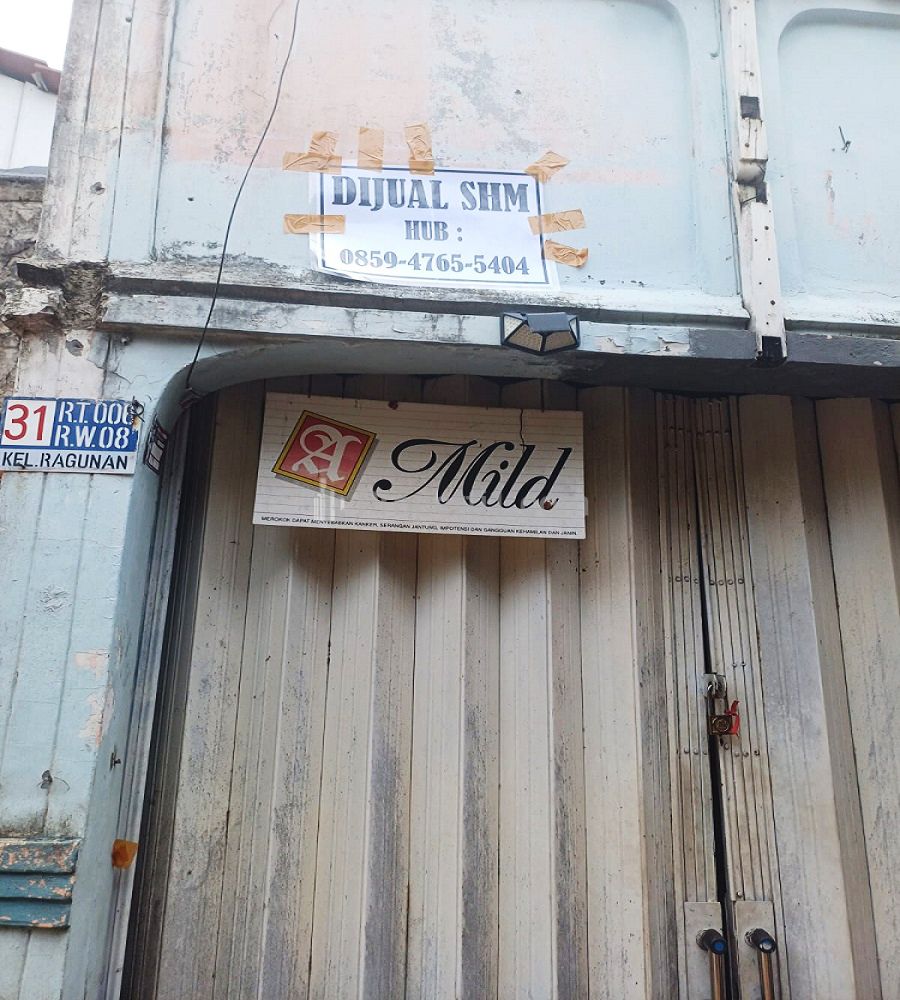 DIJUAL SHM
HUB :
0859-4765-5404
31 R.T. 006
R.W. 08
KEL. RAGUNAN
A Mild
MEROKOK DAPAT MENYEBABKAN KANKER, SERANGAN JANTUNG, IMPOTENSI DAN GANGGUAN KEHAMILAN DAN JANIN.